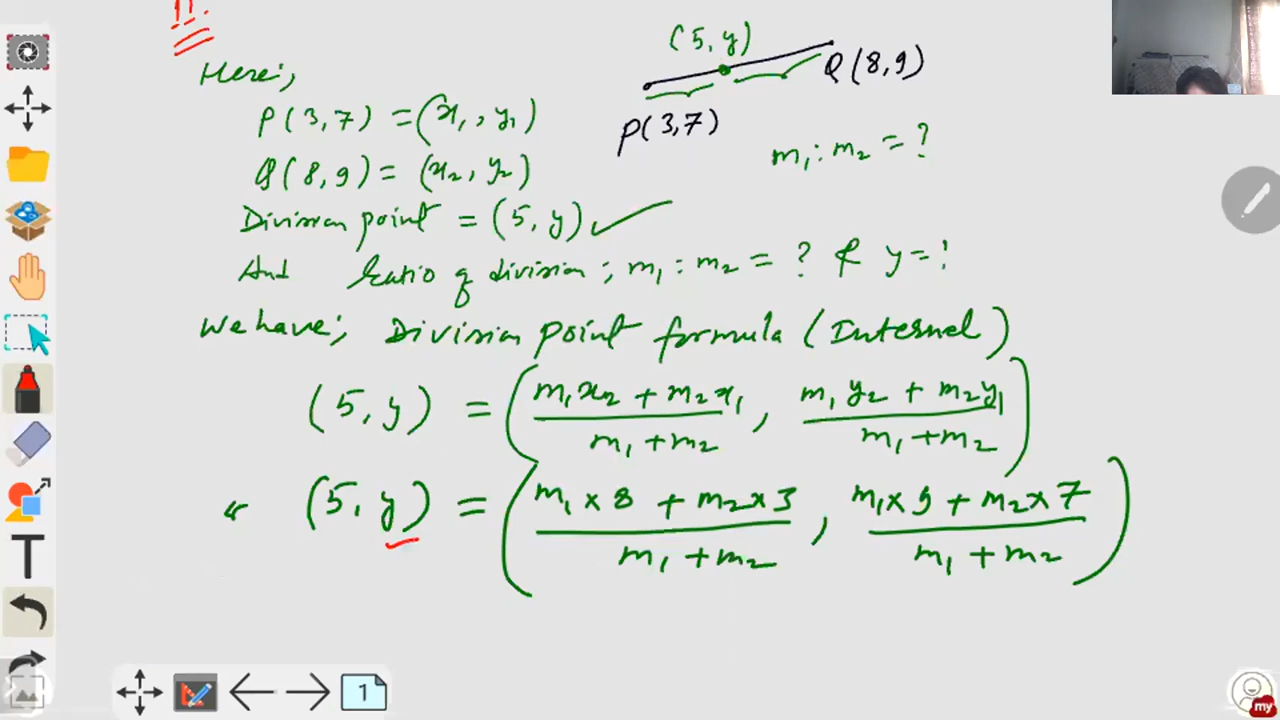 11.
Here;
(5, y)
Q(8,9)
P(3,7)
m₁ : m₂ = ?
P(3,7) = (x₁, y₁)
Q(8,9) = (x₂, y₂)
Division point = (5, y) ✓
And Ratio of division; m₁ : m₂ = ? & y = ?
We have; Division point formula (Internal)
(5, y) = ( (m₁x₂ + m₂x₁)/(m₁ + m₂) , (m₁y₂ + m₂y₁)/(m₁ + m₂) )
" (5, y) = ( (m₁ × 8 + m₂ × 3)/(m₁ + m₂) , (m₁ × 9 + m₂ × 7)/(m₁ + m₂) )
T
1
my